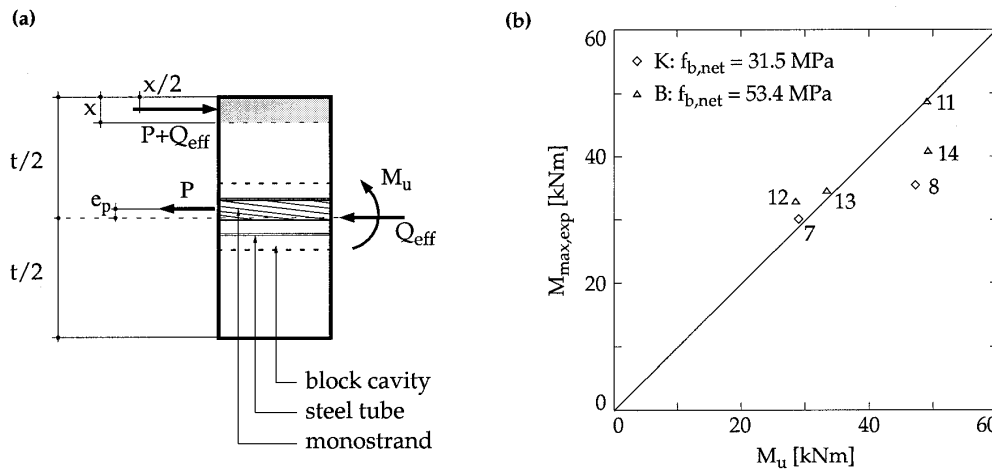 (a)
x/2
x
P+Q_eff
t/2
e_p
P
M_u
Q_eff
t/2
block cavity
steel tube
monostrand
(b)
60
◇ K: f_b,net = 31.5 MPa
△ B: f_b,net = 53.4 MPa
11
14
40
8
12
13
7
M_max,exp [kNm]
20
0
0 20 40 60
M_u [kNm]